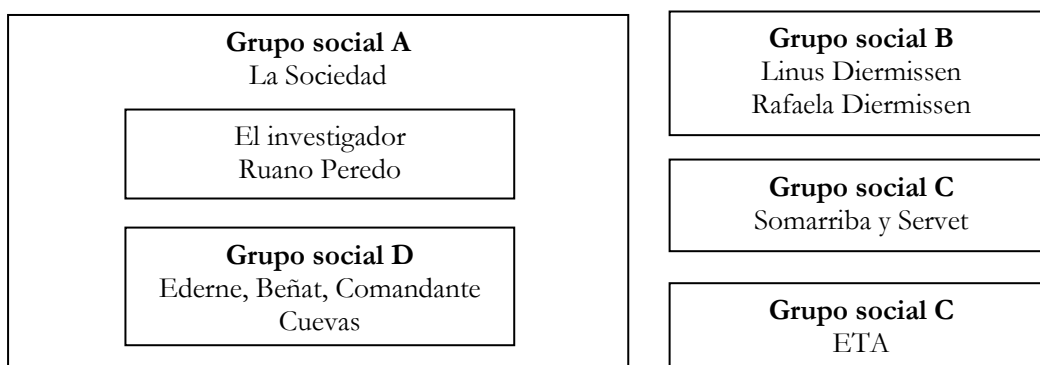 Grupo social A
La Sociedad
El investigador
Ruano Peredo
Grupo social D
Ederne, Beñat, Comandante
Cuevas
Grupo social B
Linus Diermissen
Rafaela Diermissen
Grupo social C
Somarriba y Servet
Grupo social C
ETA